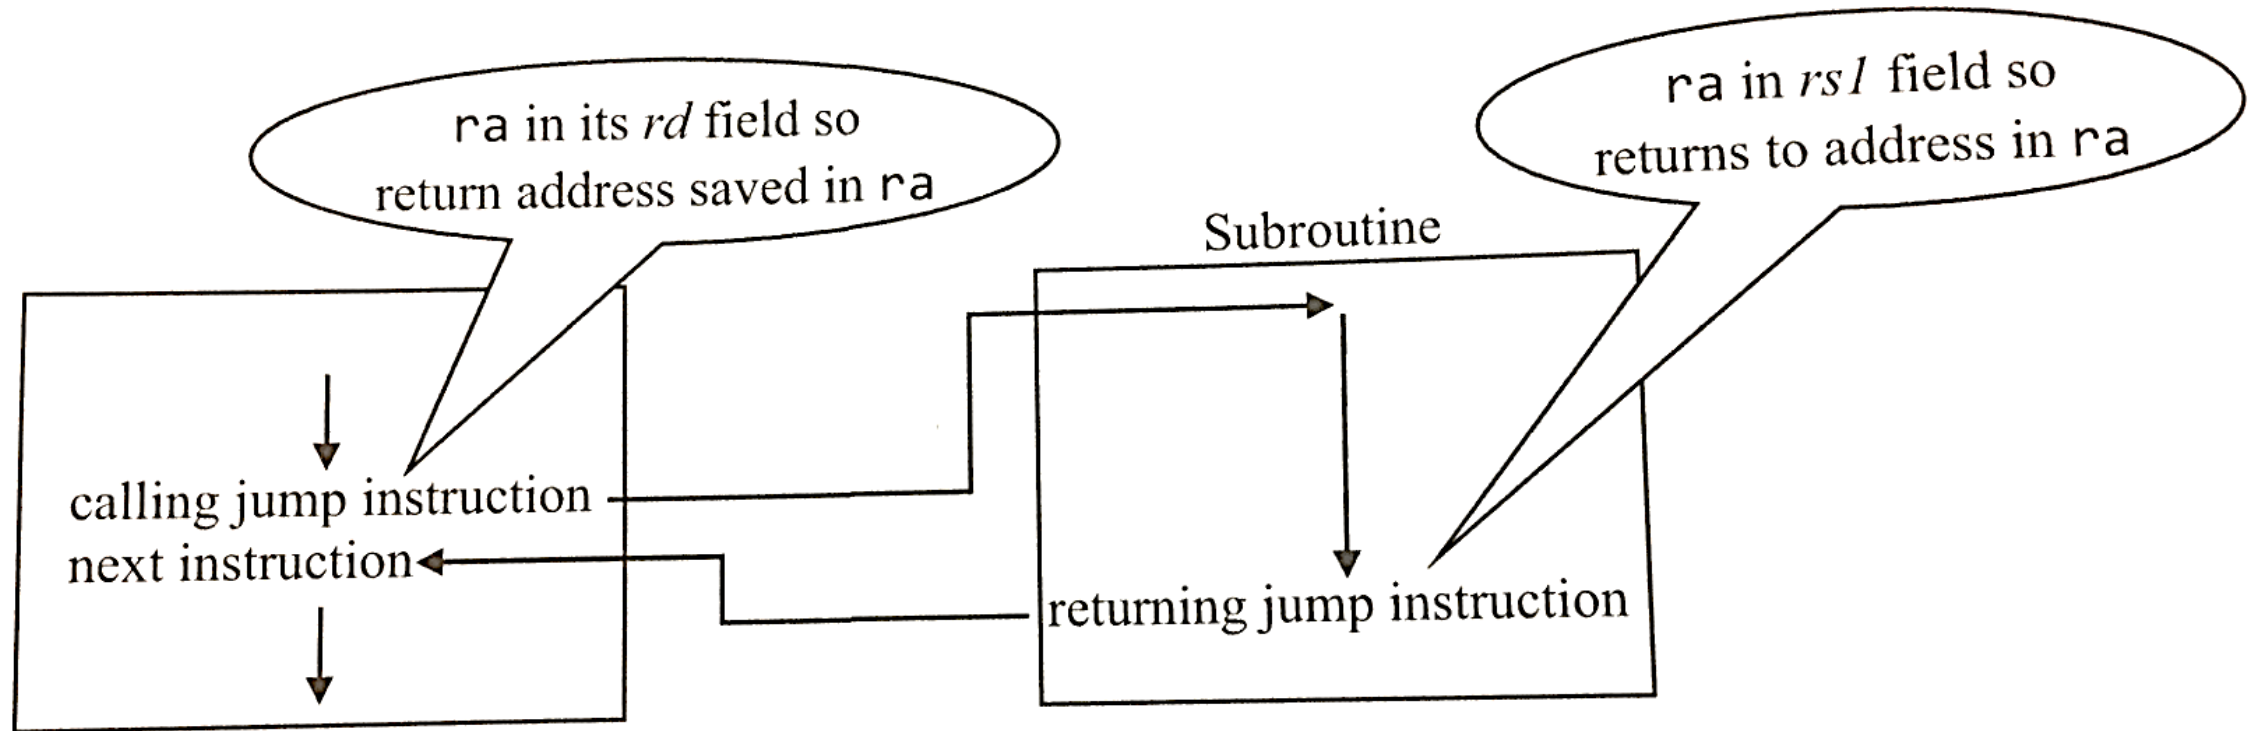 ra in its rd field so
return address saved in ra
ra in rs1 field so
returns to address in ra
Subroutine
calling jump instruction
next instruction
returning jump instruction